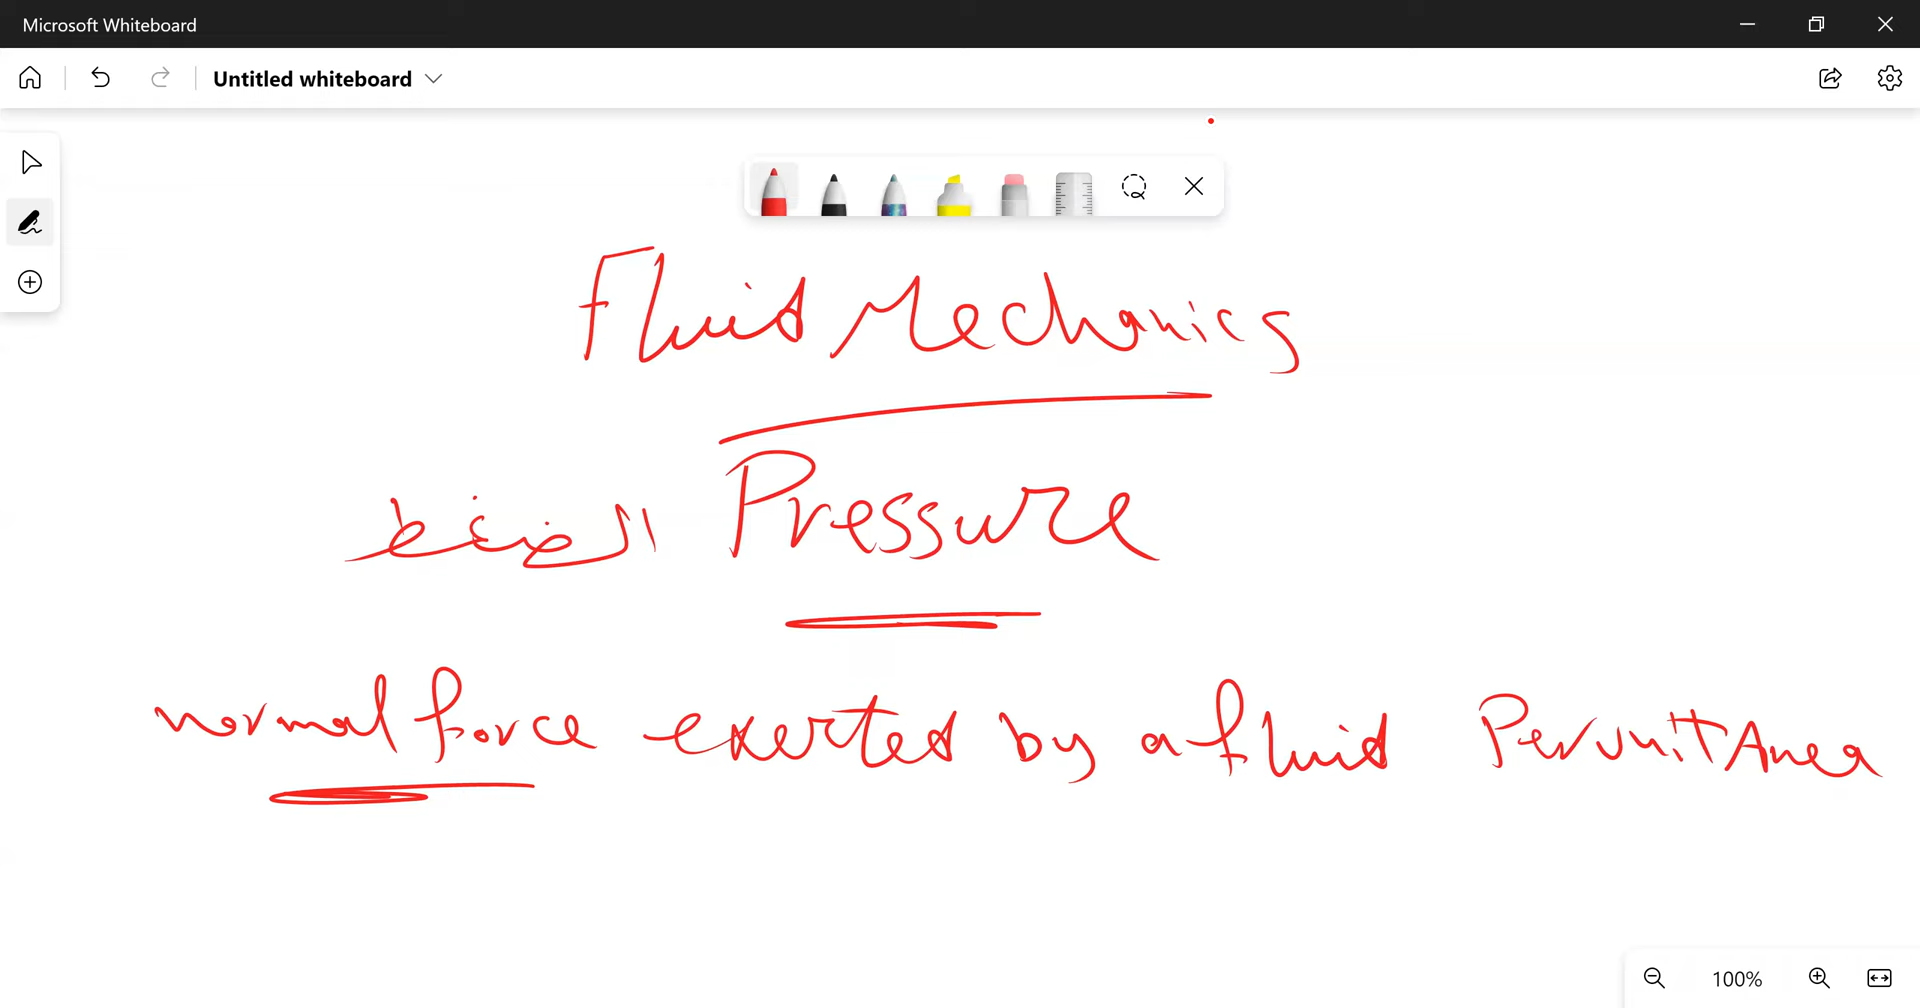 Microsoft Whiteboard
Untitled whiteboard
Fluid Mechanics
Pressure الضغط
normal force exerted by a fluid Per unit Area
100%